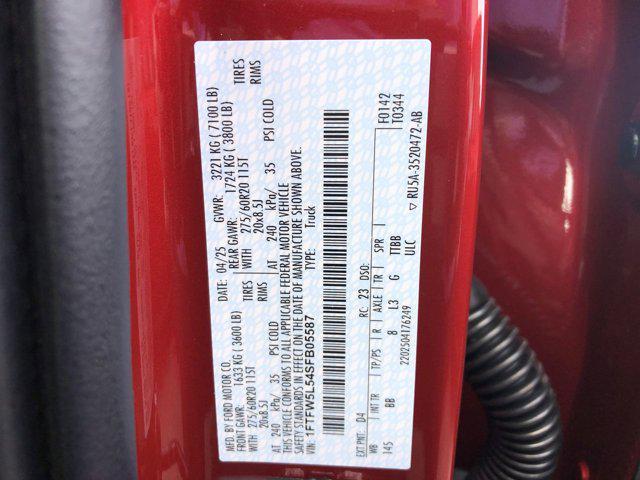 MFD. BY FORD MOTOR CO.
DATE: 04/25 GVWR: 3221 KG ( 7100 LB)
FRONT GAWR: 1633 KG (3600 LB) REAR GAWR: 1724 KG ( 3800 LB)
WITH 275/60R20 115T TIRES WITH 275/60R20 115T TIRES
20x8.5J RIMS 20x8.5J RIMS
AT 240 kPa/ 35 PSI COLD AT 240 kPa/ 35 PSI COLD
THIS VEHICLE CONFORMS TO ALL APPLICABLE FEDERAL MOTOR VEHICLE
SAFETY STANDARDS IN EFFECT ON THE DATE OF MANUFACTURE SHOWN ABOVE.
VIN: 1FTFW5L54SFB05587
TYPE: Truck
F0142
T0344
EXT PNT: D4 RC: 23 DSO:
WB INT TR TP/PS R AXLE TR SPR
145 BB 8 L3 G TTBB
ULC
2202504176249
▽ RU5A-3520472-AB